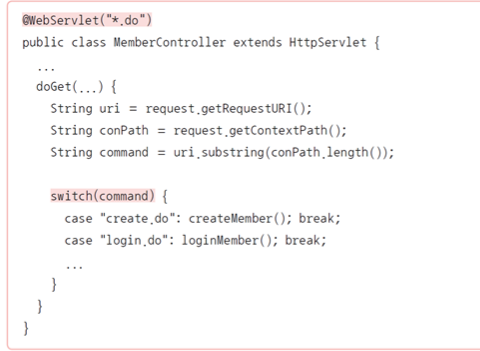 @WebServlet("*.do")
public class MemberController extends HttpServlet {
...
doGet(...) {
String uri = request.getRequestURI();
String conPath = request.getContextPath();
String command = uri.substring(conPath.length());
switch(command) {
case "create.do": createMember(); break;
case "login.do": loginMember(); break;
...
}
}
}